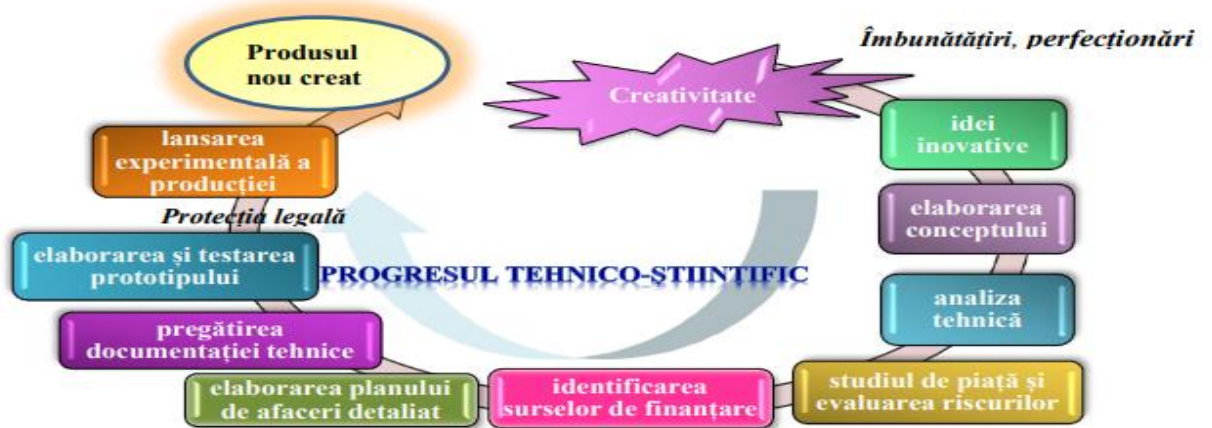 Produsul
nou creat
Creativitate
Îmbunătățiri, perfecționări
idei
inovative
elaborarea
conceptului
analiza
tehnică
studiul de piață și
evaluarea riscurilor
identificarea
surselor de finanțare
elaborarea planului
de afaceri detaliat
pregătirea
documentației tehnice
elaborarea și testarea
prototipului
Protecția legală
lansarea
experimentală a
producției
PROGRESUL TEHNICO-ȘTIINȚIFIC